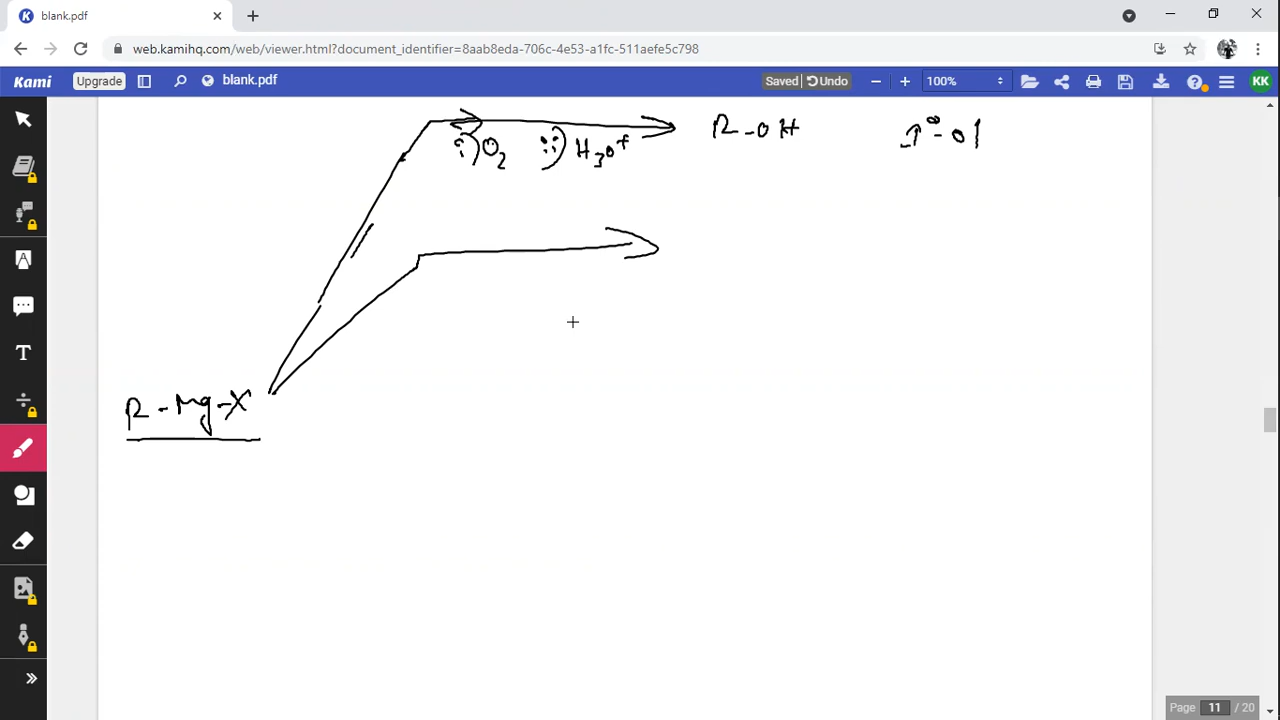 blank.pdf
web.kamihq.com/web/viewer.html?document_identifier=8aab8eda-706c-4e53-a1fc-511aefe5c798
Kami Upgrade blank.pdf Saved Undo 100% KK
R-OH 1°-ol
i) O2 ii) H3O+
R-Mg-X
Page 11 / 20